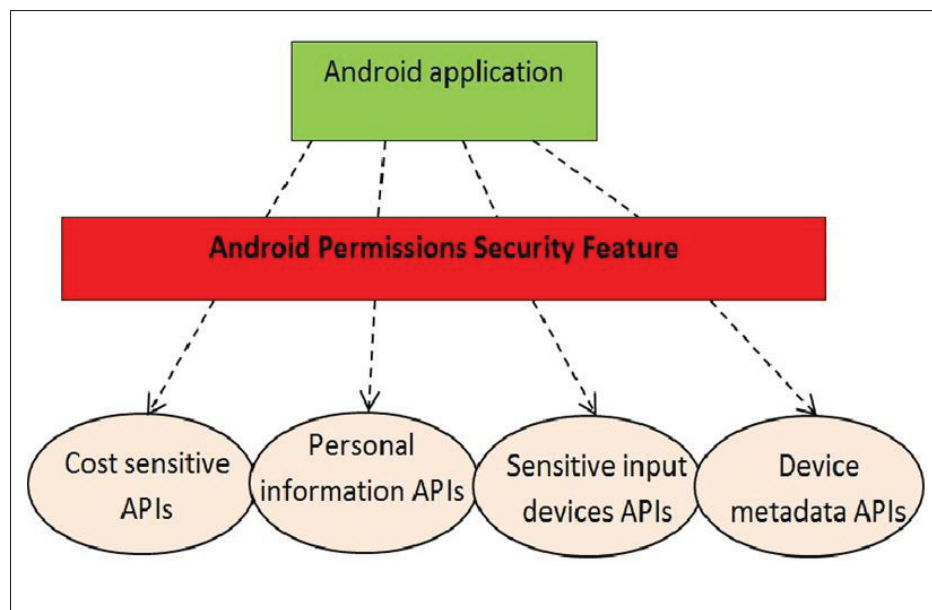 Android application
Android Permissions Security Feature
Cost sensitive
APIs
Personal
information APIs
Sensitive input
devices APIs
Device
metadata APIs